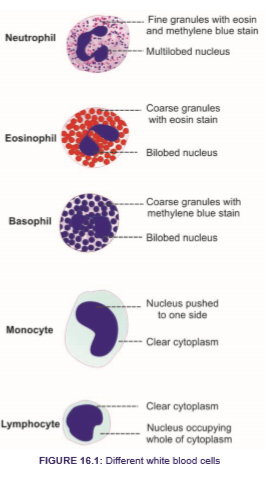 Neutrophil
Fine granules with eosin
and methylene blue stain
Multilobed nucleus
Eosinophil
Coarse granules
with eosin stain
Bilobed nucleus
Basophil
Coarse granules with
methylene blue stain
Bilobed nucleus
Monocyte
Nucleus pushed
to one side
Clear cytoplasm
Lymphocyte
Clear cytoplasm
Nucleus occupying
whole of cytoplasm
FIGURE 16.1: Different white blood cells